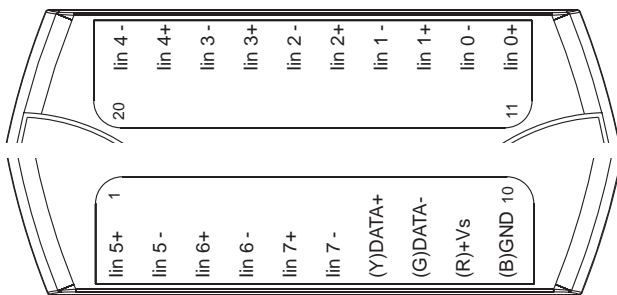 Iin 4 -
Iin 4+
Iin 3 -
Iin 3+
Iin 2 -
Iin 2+
Iin 1 -
Iin 1+
Iin 0 -
Iin 0+
20
11
1
10
Iin 5+
Iin 5 -
Iin 6+
Iin 6 -
Iin 7+
Iin 7 -
(Y)DATA+
(G)DATA-
(R)+Vs
(B)GND